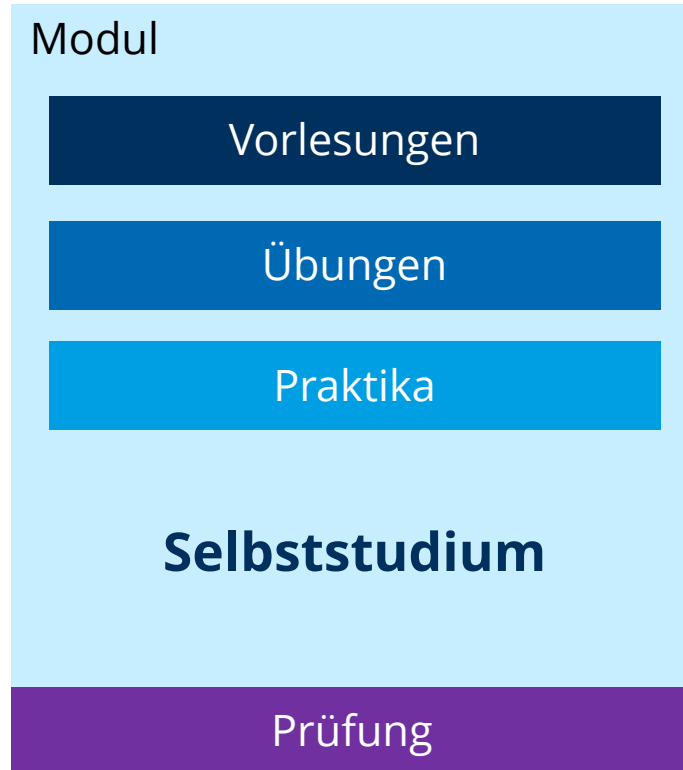 Modul
Vorlesungen
Übungen
Praktika
Selbststudium
Prüfung